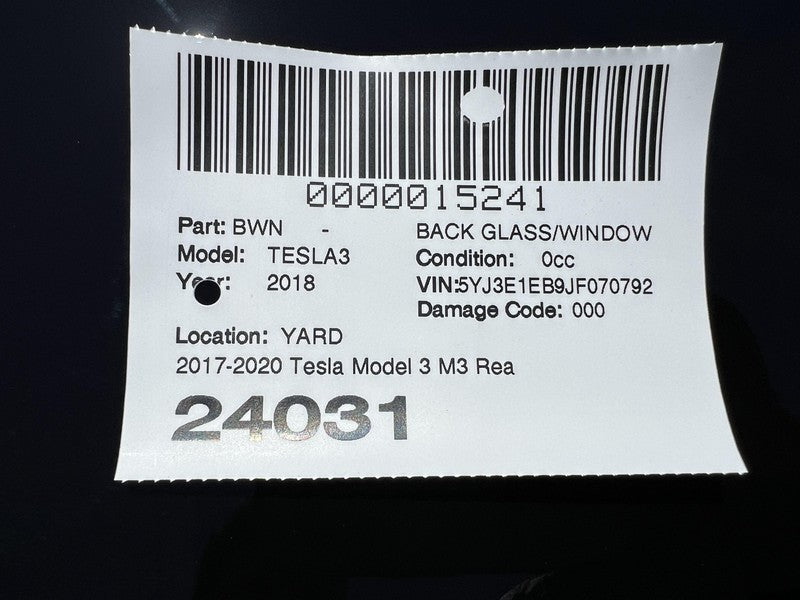 0000015241
Part: BWN - BACK GLASS/WINDOW
Model: TESLA3 Condition: 0cc
Year: 2018 VIN:5YJ3E1EB9JF070792
Damage Code: 000
Location: YARD
2017-2020 Tesla Model 3 M3 Rea
24031